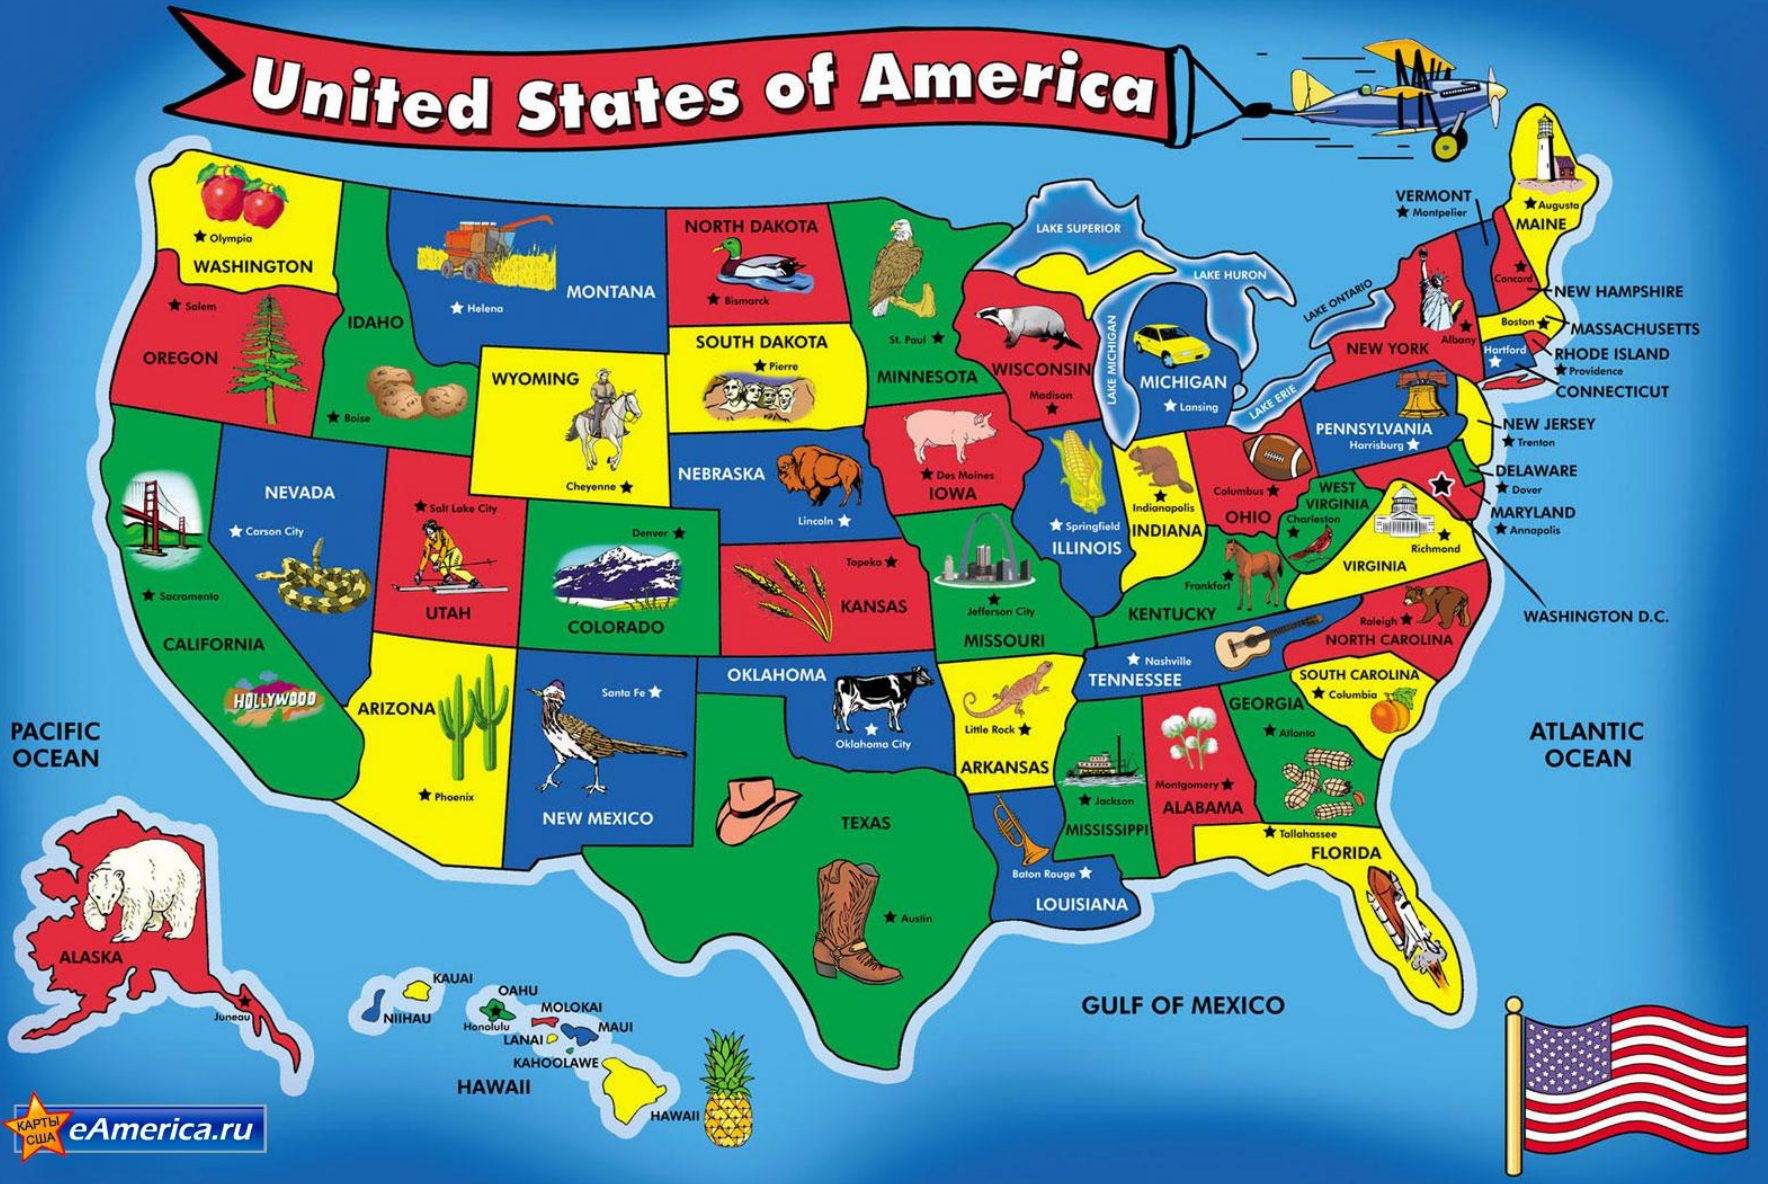 United States of America
Olympia
WASHINGTON
Salem
OREGON
IDAHO
Boise
Helena
MONTANA
NORTH DAKOTA
Bismarck
SOUTH DAKOTA
Pierre
WYOMING
Cheyenne
St. Paul
MINNESOTA
LAKE SUPERIOR
LAKE HURON
LAKE MICHIGAN
LAKE ONTARIO
LAKE ERIE
WISCONSIN
Madison
MICHIGAN
Lansing
VERMONT
Montpelier
Augusta
MAINE
Concord
NEW HAMPSHIRE
Boston
MASSACHUSETTS
Albany
NEW YORK
Hartford
RHODE ISLAND
Providence
CONNECTICUT
PENNSYLVANIA
Harrisburg
NEW JERSEY
Trenton
DELAWARE
Dover
MARYLAND
Annapolis
WASHINGTON D.C.
NEVADA
Carson City
Sacramento
CALIFORNIA
HOLLYWOOD
Salt Lake City
UTAH
Denver
COLORADO
NEBRASKA
Lincoln
Topeka
KANSAS
Des Moines
IOWA
Jefferson City
MISSOURI
Springfield
ILLINOIS
Indianapolis
INDIANA
Columbus
OHIO
WEST
VIRGINIA
Charleston
Richmond
VIRGINIA
Frankfort
KENTUCKY
Nashville
TENNESSEE
Raleigh
NORTH CAROLINA
SOUTH CAROLINA
Columbia
GEORGIA
Atlanta
ARIZONA
Phoenix
Santa Fe
NEW MEXICO
OKLAHOMA
Oklahoma City
TEXAS
Austin
Little Rock
ARKANSAS
Jackson
MISSISSIPPI
Montgomery
ALABAMA
Tallahassee
FLORIDA
Baton Rouge
LOUISIANA
PACIFIC
OCEAN
ATLANTIC
OCEAN
GULF OF MEXICO
ALASKA
Juneau
KAUAI
NIIHAU
OAHU
Honolulu
MOLOKAI
LANAI
MAUI
KAHOOLAWE
HAWAII
HAWAII
КАРТЫ
США
eAmerica.ru